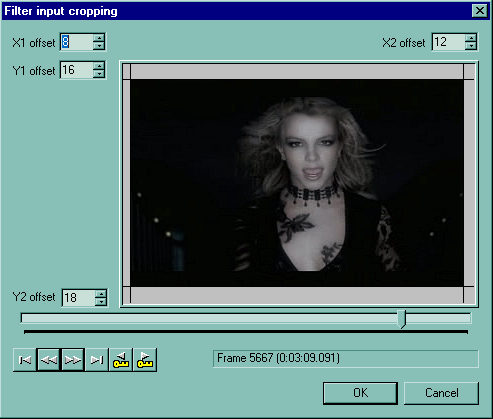 Filter input cropping
X1 offset 8
X2 offset 12
Y1 offset 16
Y2 offset 18
Frame 5667 (0:03:09.091)
OK
Cancel